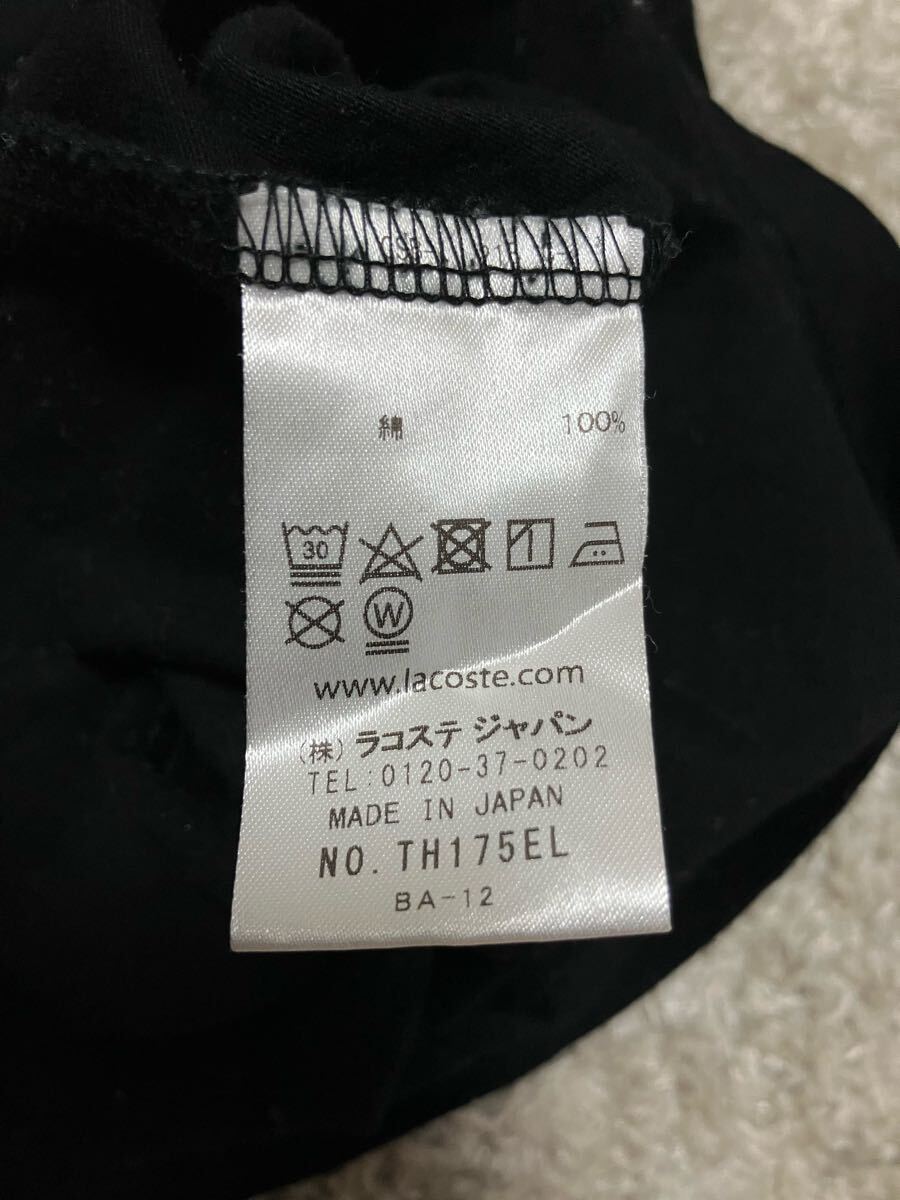 綿 100%
30
W
www.lacoste.com
(株) ラコステ ジャパン
TEL:0120-37-0202
MADE IN JAPAN
NO. TH175EL
BA-12